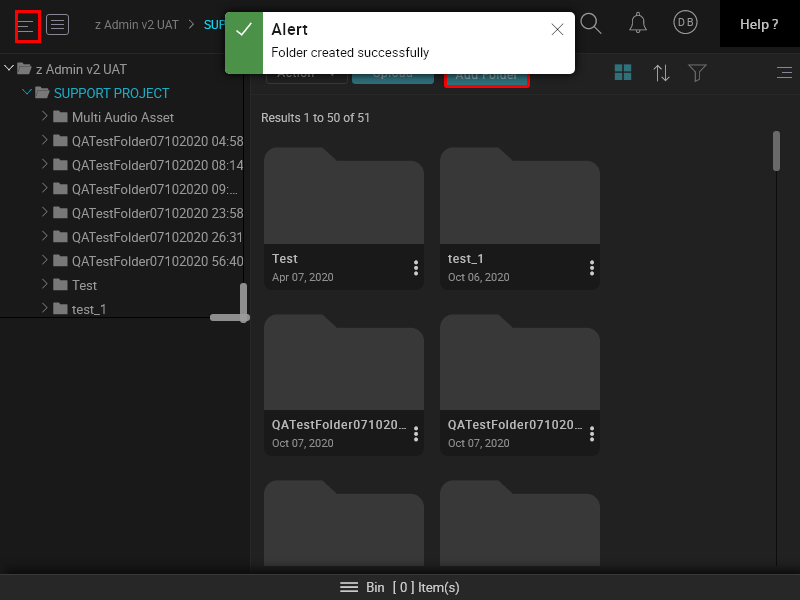 z Admin v2 UAT
Alert
Folder created successfully
DB
Help ?
Add Folder
z Admin v2 UAT
SUPPORT PROJECT
Multi Audio Asset
QATestFolder07102020 04:58
QATestFolder07102020 08:14
QATestFolder07102020 09:...
QATestFolder07102020 23:58
QATestFolder07102020 26:31
QATestFolder07102020 56:40
Test
test_1
Results 1 to 50 of 51
Test
Apr 07, 2020
test_1
Oct 06, 2020
QATestFolder071020...
Oct 07, 2020
QATestFolder071020...
Oct 07, 2020
Bin [ 0 ] Item(s)